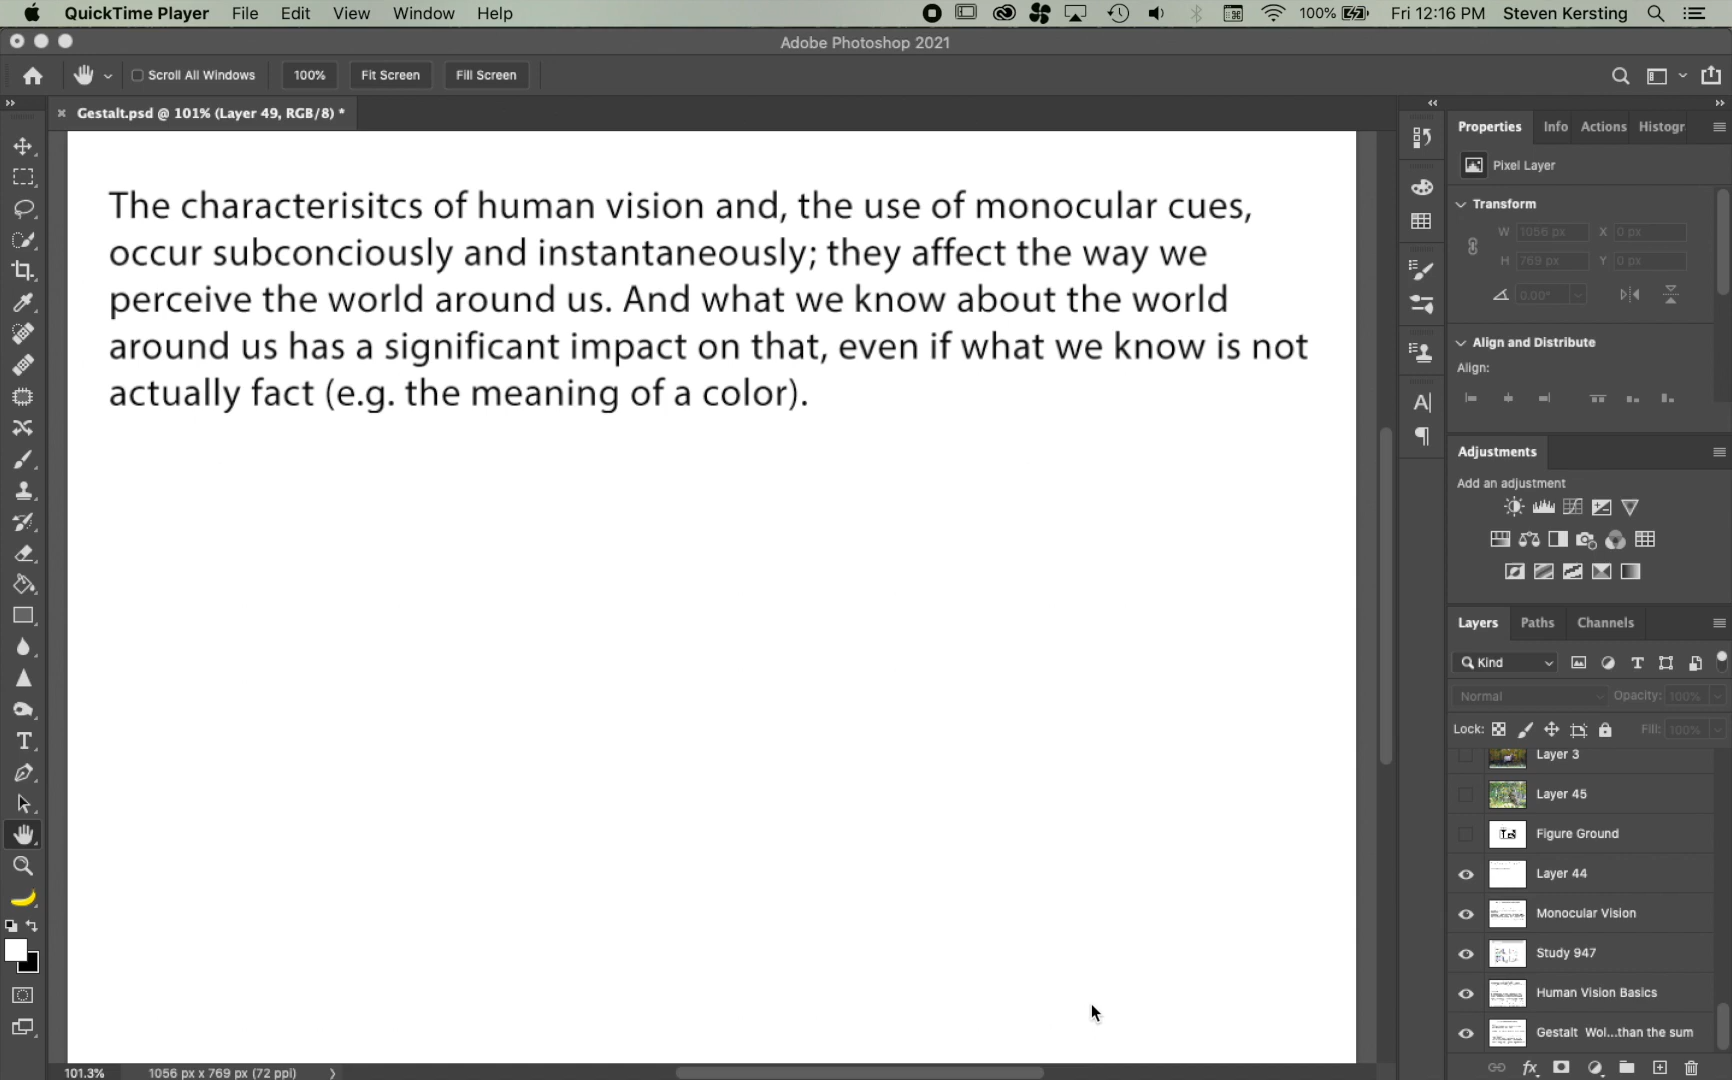 QuickTime Player File Edit View Window Help 100% Fri 12:16 PM Steven Kersting
Adobe Photoshop 2021
Scroll All Windows 100% Fit Screen Fill Screen
Gestalt.psd @ 101% (Layer 49, RGB/8) *
The characterisitcs of human vision and, the use of monocular cues,
occur subconciously and instantaneously; they affect the way we
perceive the world around us. And what we know about the world
around us has a significant impact on that, even if what we know is not
actually fact (e.g. the meaning of a color).
Properties Info Actions Histogr
Pixel Layer
Transform
W 1056 px X 0 px
H 769 px Y 0 px
0.00°
Align and Distribute
Align:
Adjustments
Add an adjustment
Layers Paths Channels
Kind
Normal Opacity: 100%
Lock: Fill: 100%
Layer 3
Layer 45
Figure Ground
Layer 44
Monocular Vision
Study 947
Human Vision Basics
Gestalt Wol...than the sum
101.3% 1056 px x 769 px (72 ppi)